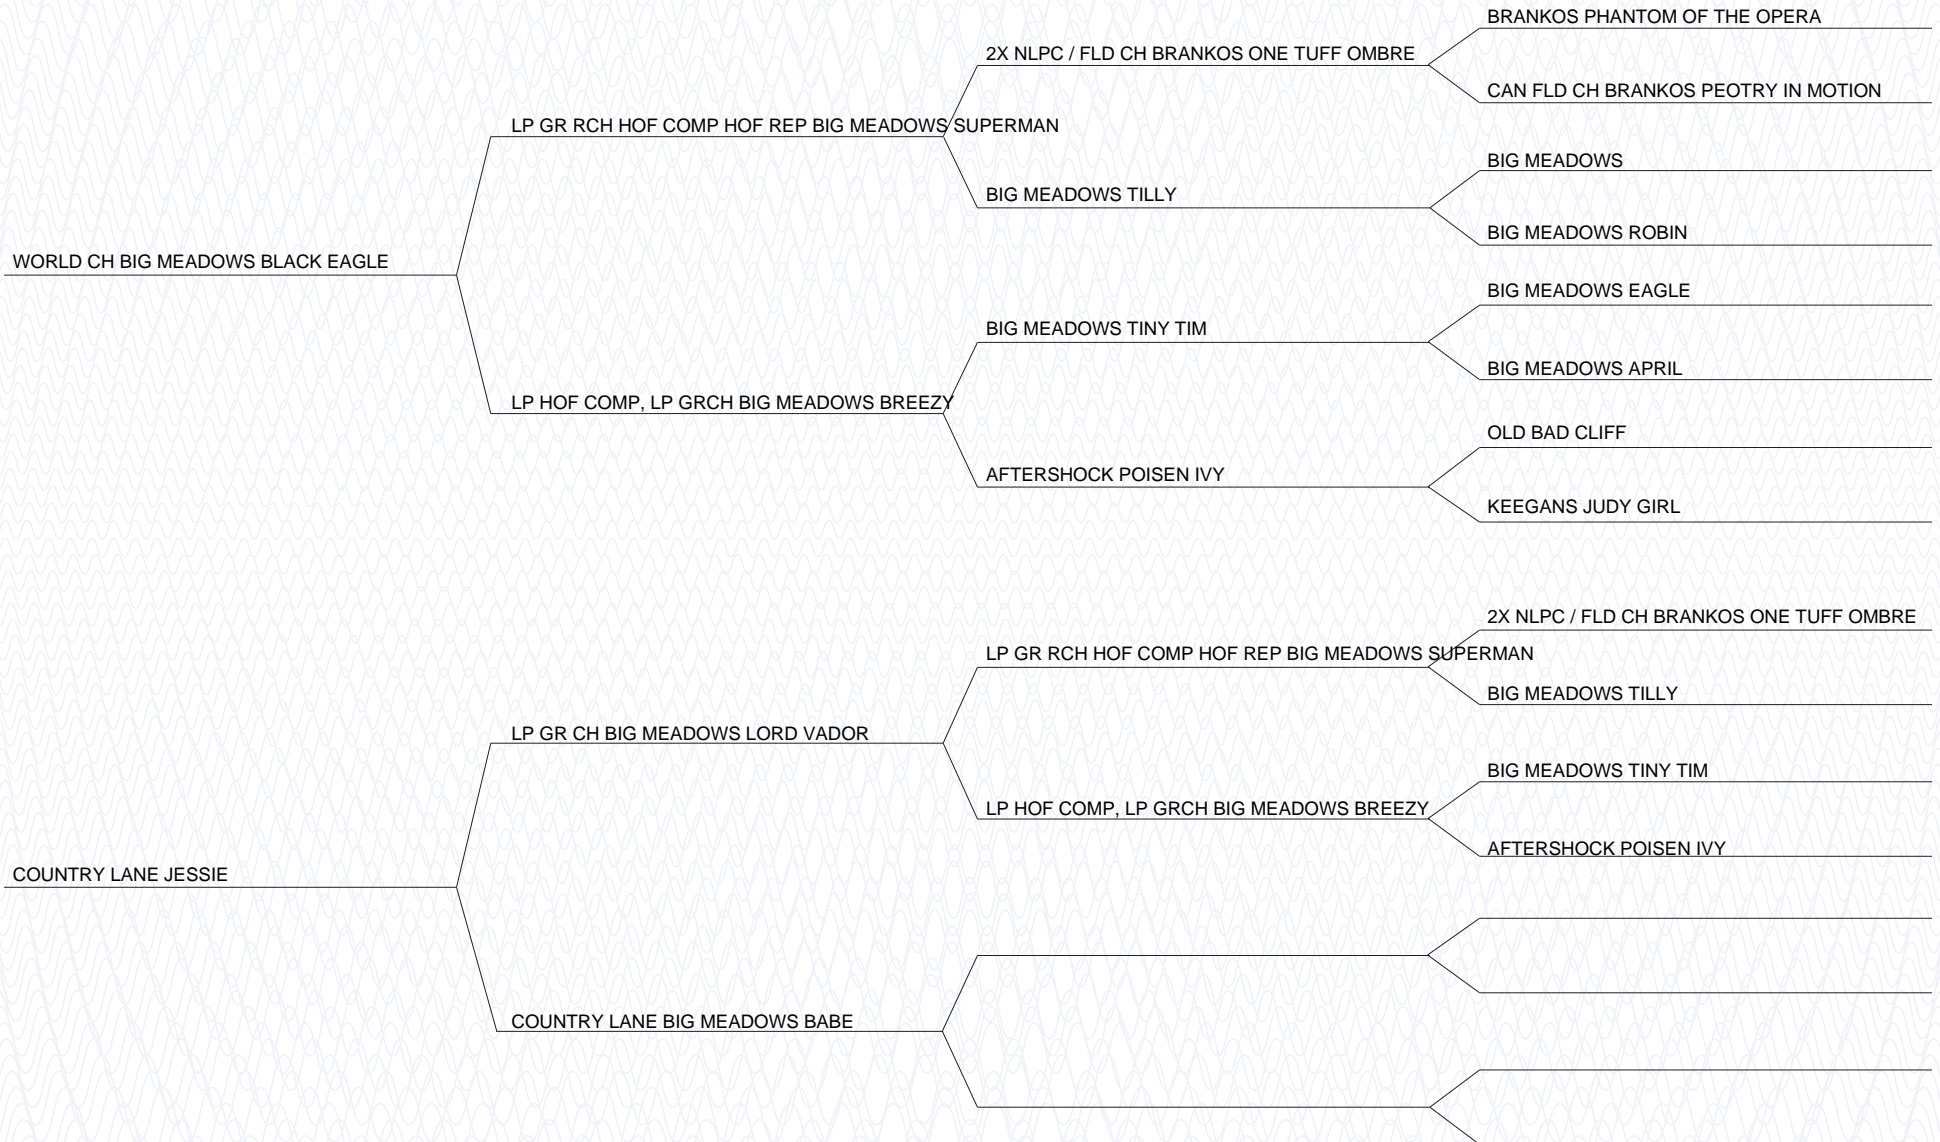 BRANKOS PHANTOM OF THE OPERA
2X NLPC / FLD CH BRANKOS ONE TUFF OMBRE
CAN FLD CH BRANKOS PEOTRY IN MOTION
LP GR RCH HOF COMP HOF REP BIG MEADOWS SUPERMAN
BIG MEADOWS
BIG MEADOWS TILLY
BIG MEADOWS ROBIN
WORLD CH BIG MEADOWS BLACK EAGLE
BIG MEADOWS EAGLE
BIG MEADOWS TINY TIM
BIG MEADOWS APRIL
LP HOF COMP, LP GRCH BIG MEADOWS BREEZY
OLD BAD CLIFF
AFTERSHOCK POISEN IVY
KEEGANS JUDY GIRL
2X NLPC / FLD CH BRANKOS ONE TUFF OMBRE
LP GR RCH HOF COMP HOF REP BIG MEADOWS SUPERMAN
BIG MEADOWS TILLY
LP GR CH BIG MEADOWS LORD VADOR
BIG MEADOWS TINY TIM
LP HOF COMP, LP GRCH BIG MEADOWS BREEZY
AFTERSHOCK POISEN IVY
COUNTRY LANE JESSIE
COUNTRY LANE BIG MEADOWS BABE